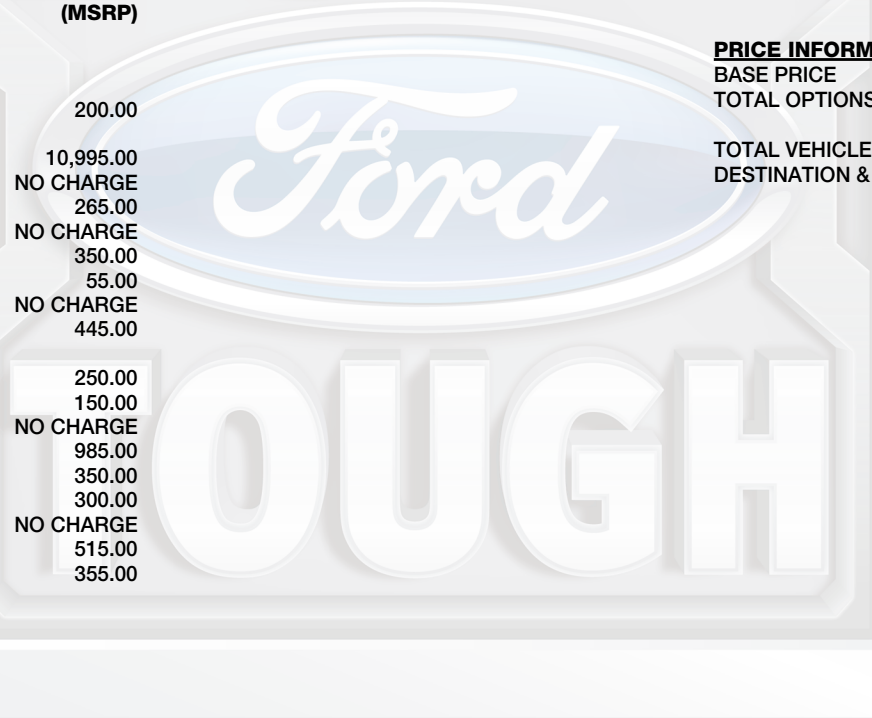 (MSRP)
200.00
10,995.00
NO CHARGE
265.00
NO CHARGE
350.00
55.00
NO CHARGE
445.00
250.00
150.00
NO CHARGE
985.00
350.00
300.00
NO CHARGE
515.00
355.00
PRICE INFORM
BASE PRICE
TOTAL OPTIONS
TOTAL VEHICLE
DESTINATION &
Ford
TOUGH